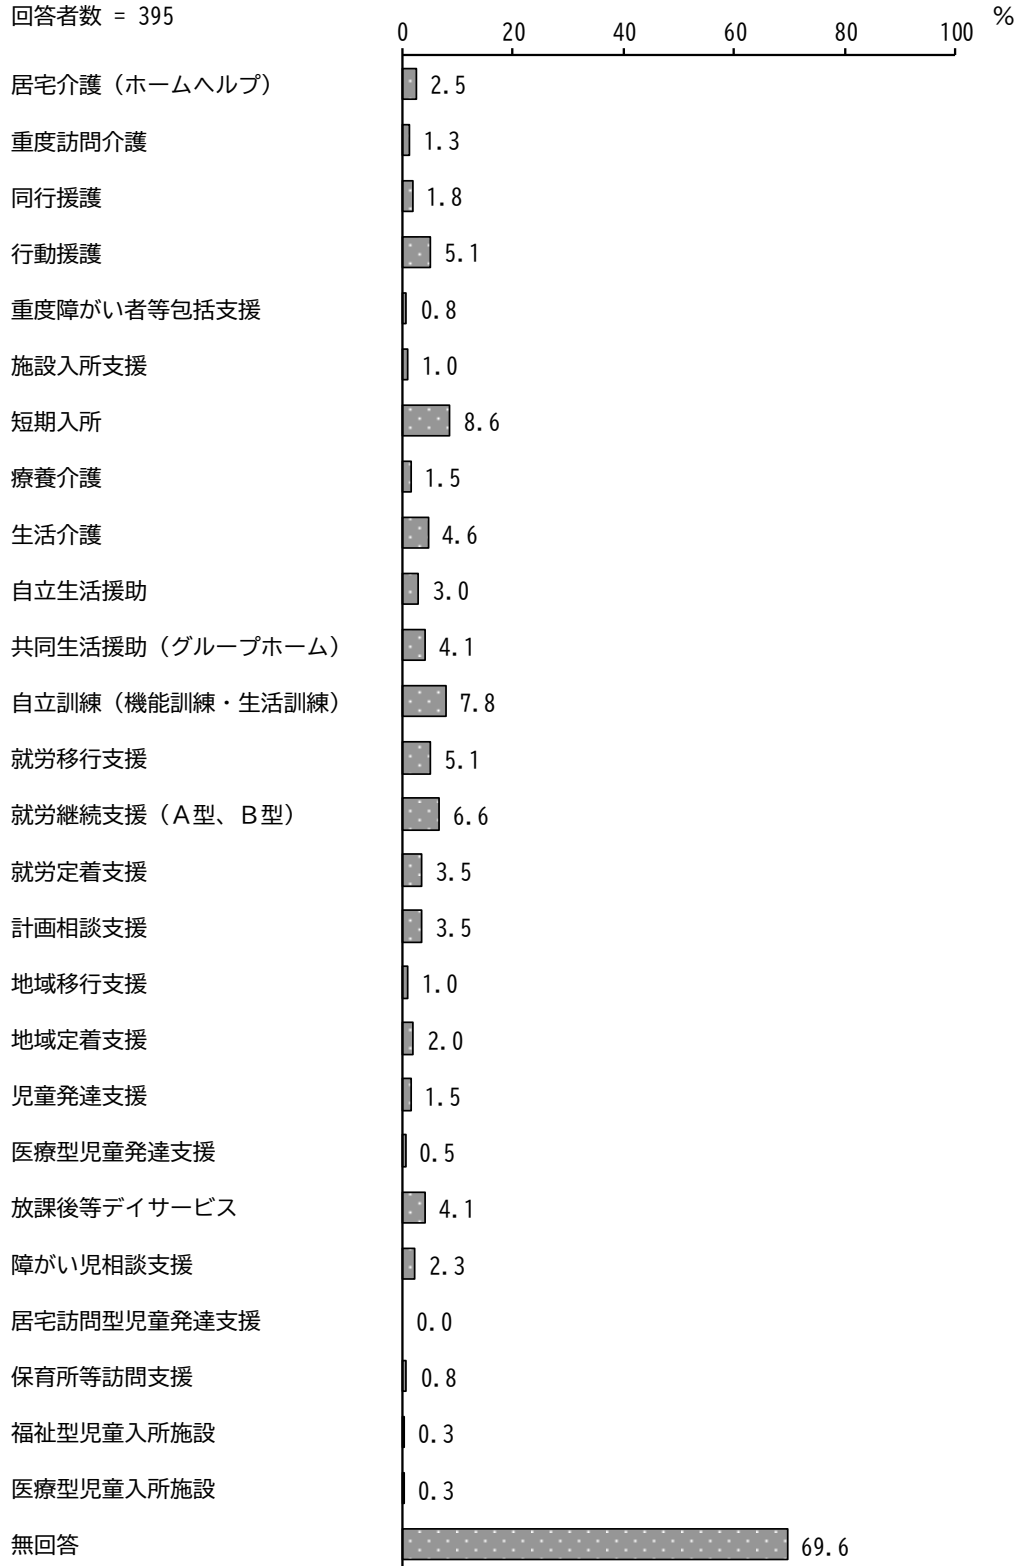 回答者数 = 395
0 20 40 60 80 100 %
居宅介護（ホームヘルプ） 2.5
重度訪問介護 1.3
同行援護 1.8
行動援護 5.1
重度障がい者等包括支援 0.8
施設入所支援 1.0
短期入所 8.6
療養介護 1.5
生活介護 4.6
自立生活援助 3.0
共同生活援助（グループホーム） 4.1
自立訓練（機能訓練・生活訓練） 7.8
就労移行支援 5.1
就労継続支援（Ａ型、Ｂ型） 6.6
就労定着支援 3.5
計画相談支援 3.5
地域移行支援 1.0
地域定着支援 2.0
児童発達支援 1.5
医療型児童発達支援 0.5
放課後等デイサービス 4.1
障がい児相談支援 2.3
居宅訪問型児童発達支援 0.0
保育所等訪問支援 0.8
福祉型児童入所施設 0.3
医療型児童入所施設 0.3
無回答 69.6